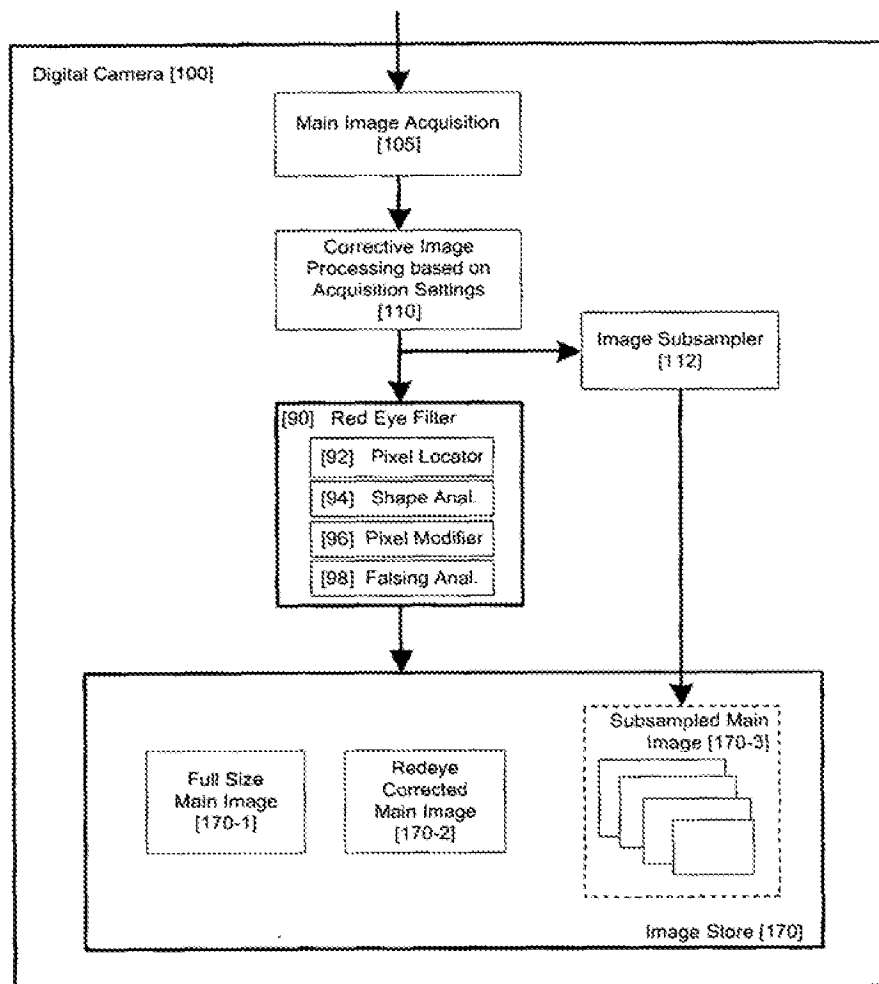 Digital Camera [100]
Main Image Acquisition
[105]
Corrective Image
Processing based on
Acquisition Settings
[110]
Image Subsampler
[112]
[90] Red Eye Filter
[92] Pixel Locator
[94] Shape Anal.
[96] Pixel Modifier
[98] Falsing Anal.
Subsampled Main
Image [170-3]
Full Size
Main Image
[170-1]
Redeye
Corrected
Main Image
[170-2]
Image Store [170]